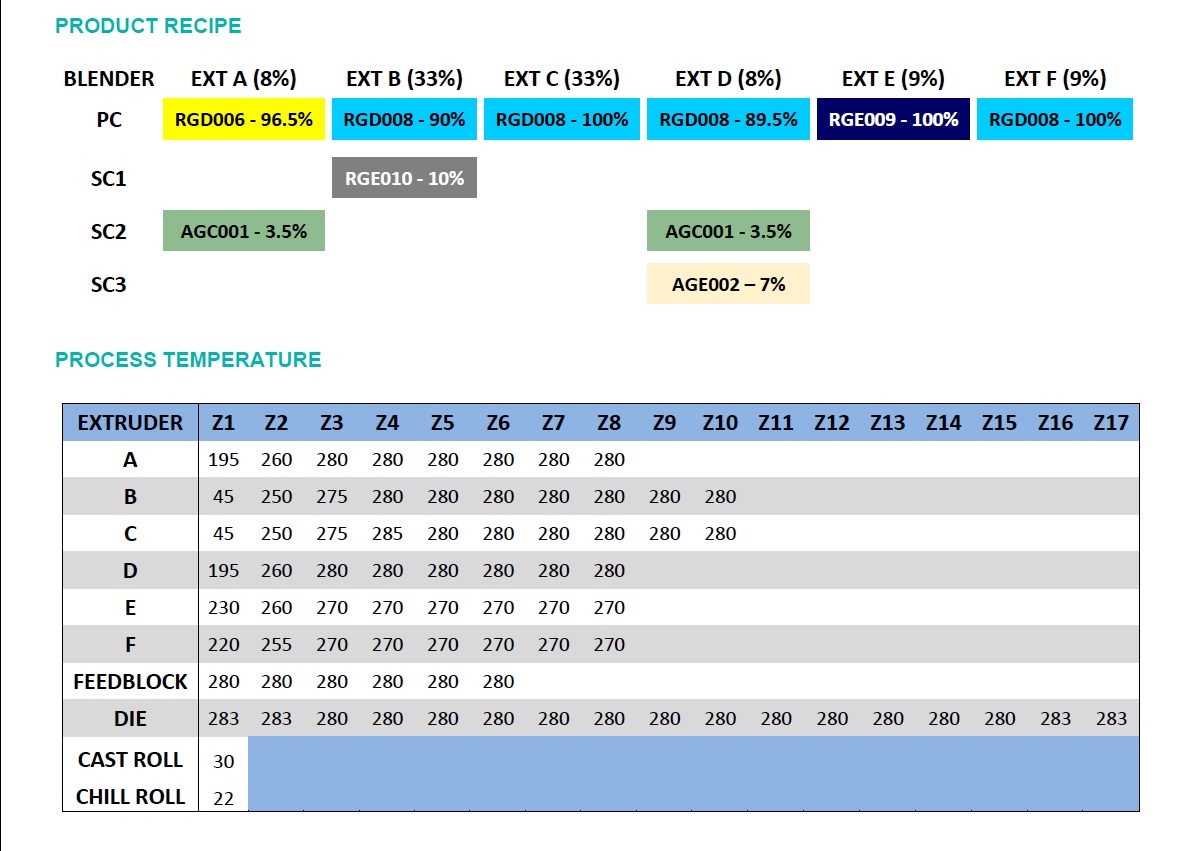 PRODUCT RECIPE
BLENDER EXT A (8%) EXT B (33%) EXT C (33%) EXT D (8%) EXT E (9%) EXT F (9%)
PC RGD006 - 96.5% RGD008 - 90% RGD008 - 100% RGD008 - 89.5% RGE009 - 100% RGD008 - 100%
SC1 RGE010 - 10%
SC2 AGC001 - 3.5% AGC001 - 3.5%
SC3 AGE002 – 7%
PROCESS TEMPERATURE
EXTRUDER Z1 Z2 Z3 Z4 Z5 Z6 Z7 Z8 Z9 Z10 Z11 Z12 Z13 Z14 Z15 Z16 Z17
A 195 260 280 280 280 280 280 280
B 45 250 275 280 280 280 280 280 280 280
C 45 250 275 285 280 280 280 280 280 280
D 195 260 280 280 280 280 280 280
E 230 260 270 270 270 270 270 270
F 220 255 270 270 270 270 270 270
FEEDBLOCK 280 280 280 280 280 280
DIE 283 283 280 280 280 280 280 280 280 280 280 280 280 280 280 283 283
CAST ROLL 30
CHILL ROLL 22